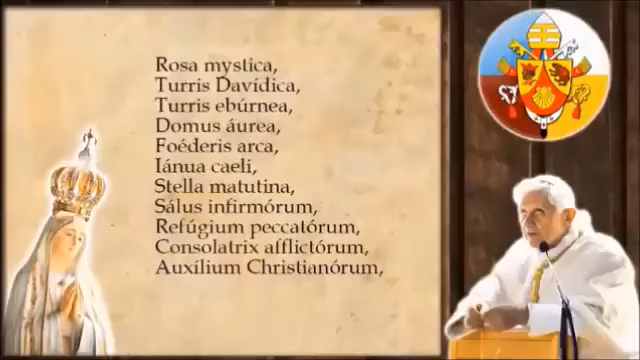 Rosa mystica,
Turris Davídica,
Turris ebúrnea,
Domus áurea,
Foéderis arca,
Iánua caeli,
Stella matutina,
Sálus infirmórum,
Refúgium peccatórum,
Consolatrix afflictórum,
Auxílium Christianórum,